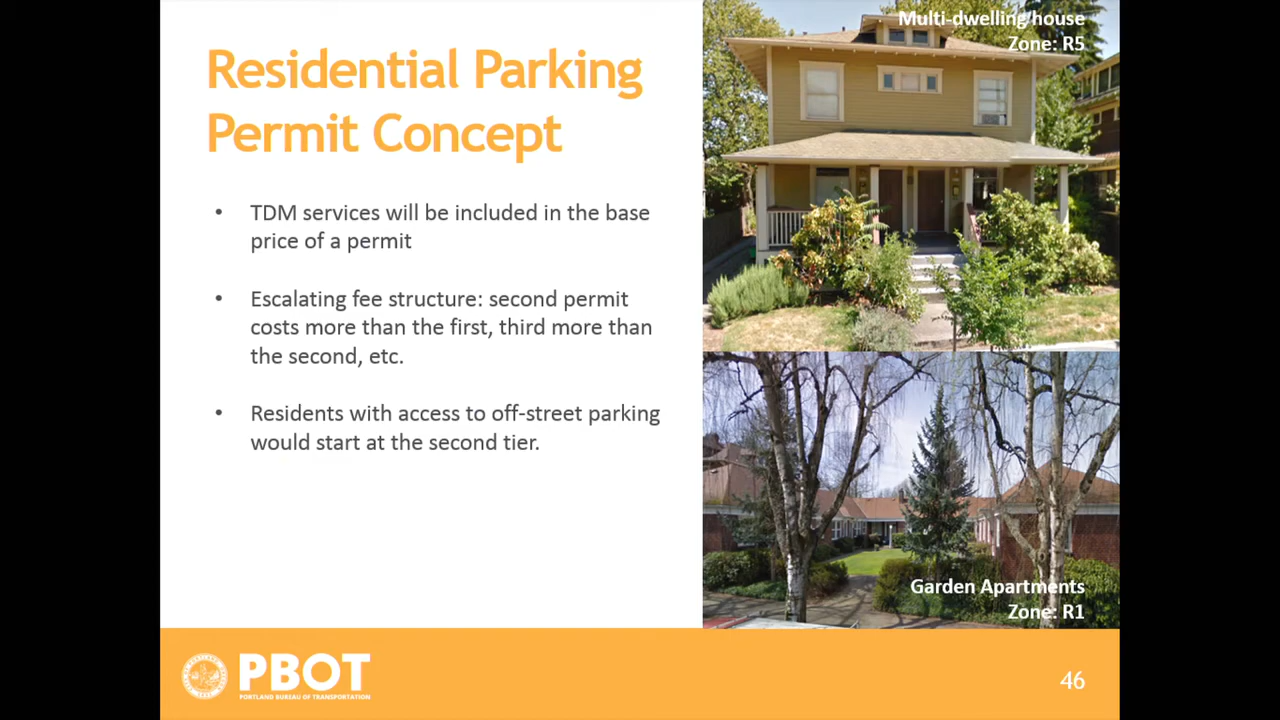 Residential Parking
Permit Concept
• TDM services will be included in the base
price of a permit
• Escalating fee structure: second permit
costs more than the first, third more than
the second, etc.
• Residents with access to off-street parking
would start at the second tier.
Multi-dwelling house
Zone: R5
Garden Apartments
Zone: R1
PBOT
PORTLAND BUREAU OF TRANSPORTATION
46